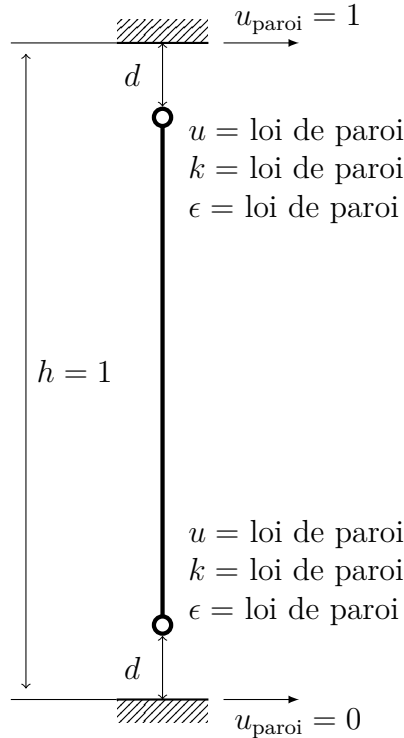 u_paroi = 1
d
u = loi de paroi
k = loi de paroi
ϵ = loi de paroi
h = 1
u = loi de paroi
k = loi de paroi
ϵ = loi de paroi
d
u_paroi = 0